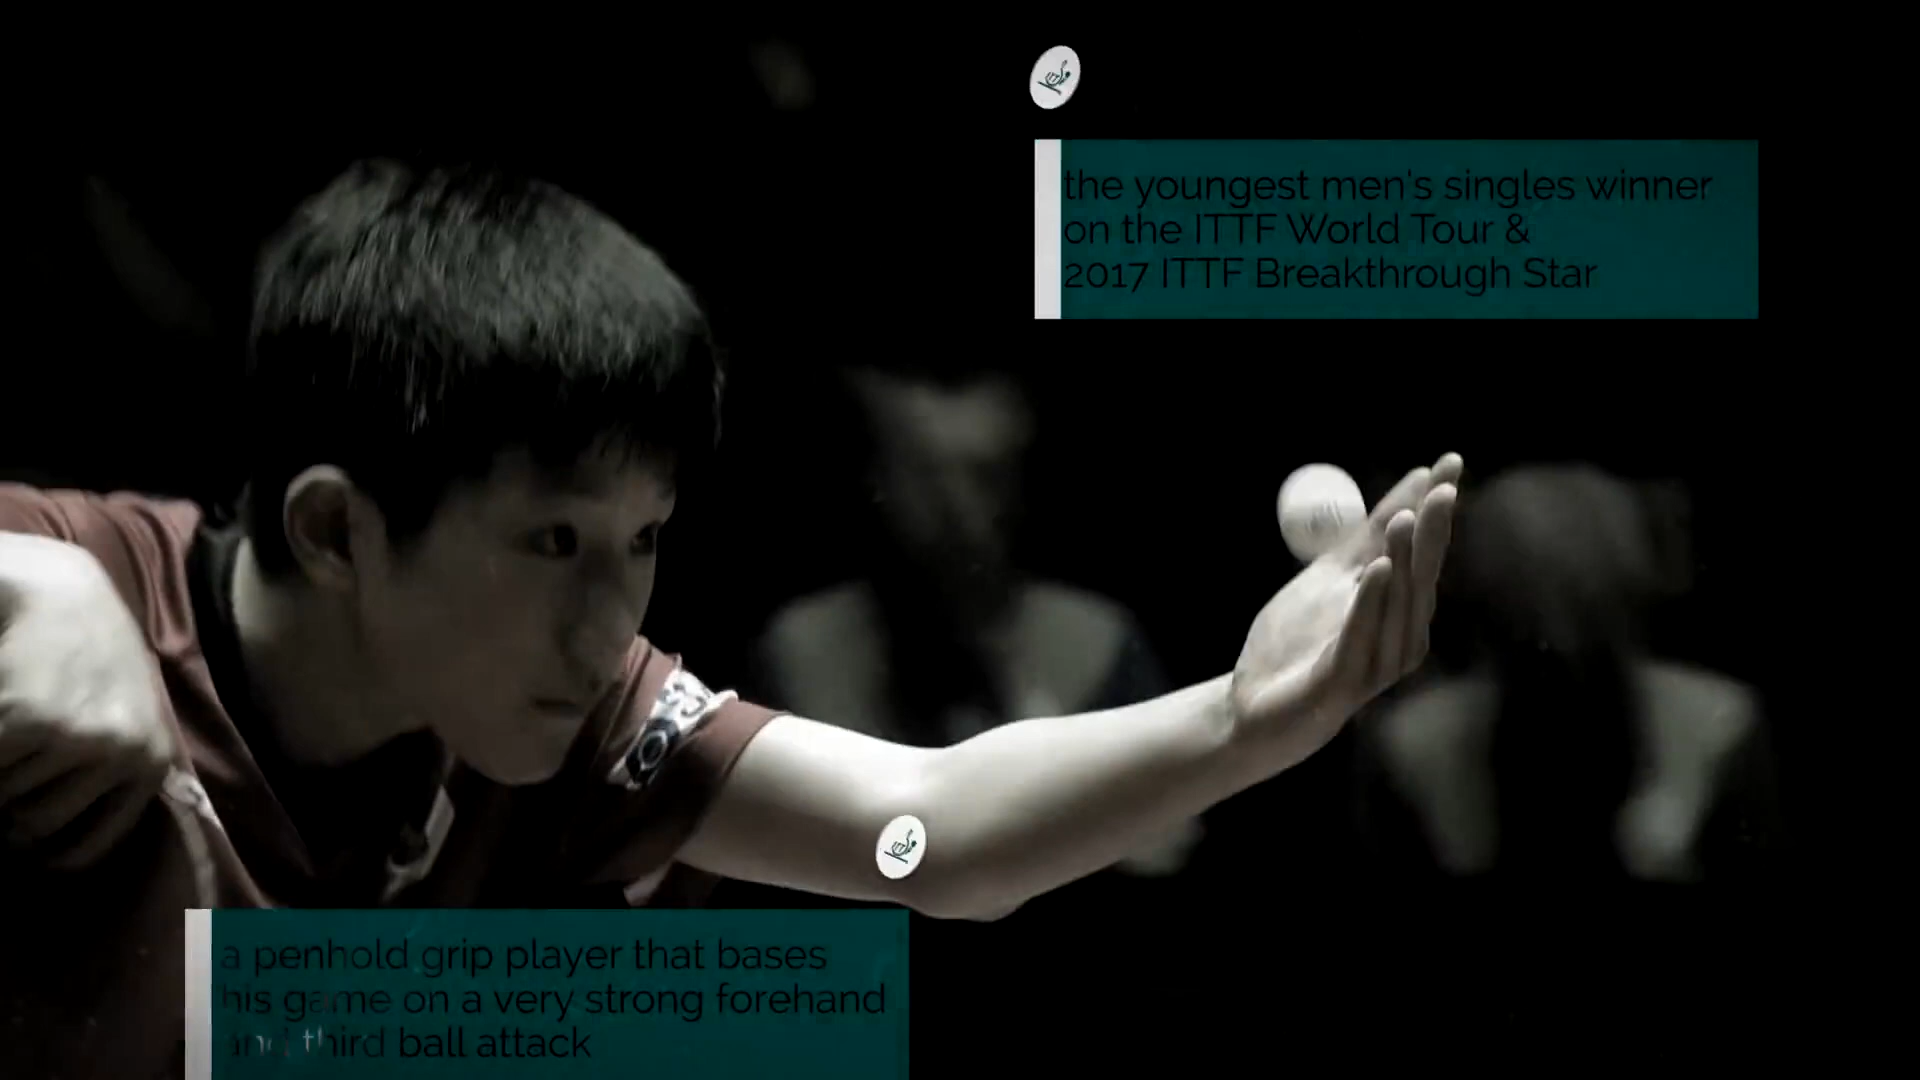 the youngest men's singles winner
on the ITTF World Tour &
2017 ITTF Breakthrough Star
a penhold grip player that bases
his game on a very strong forehand
and third ball attack